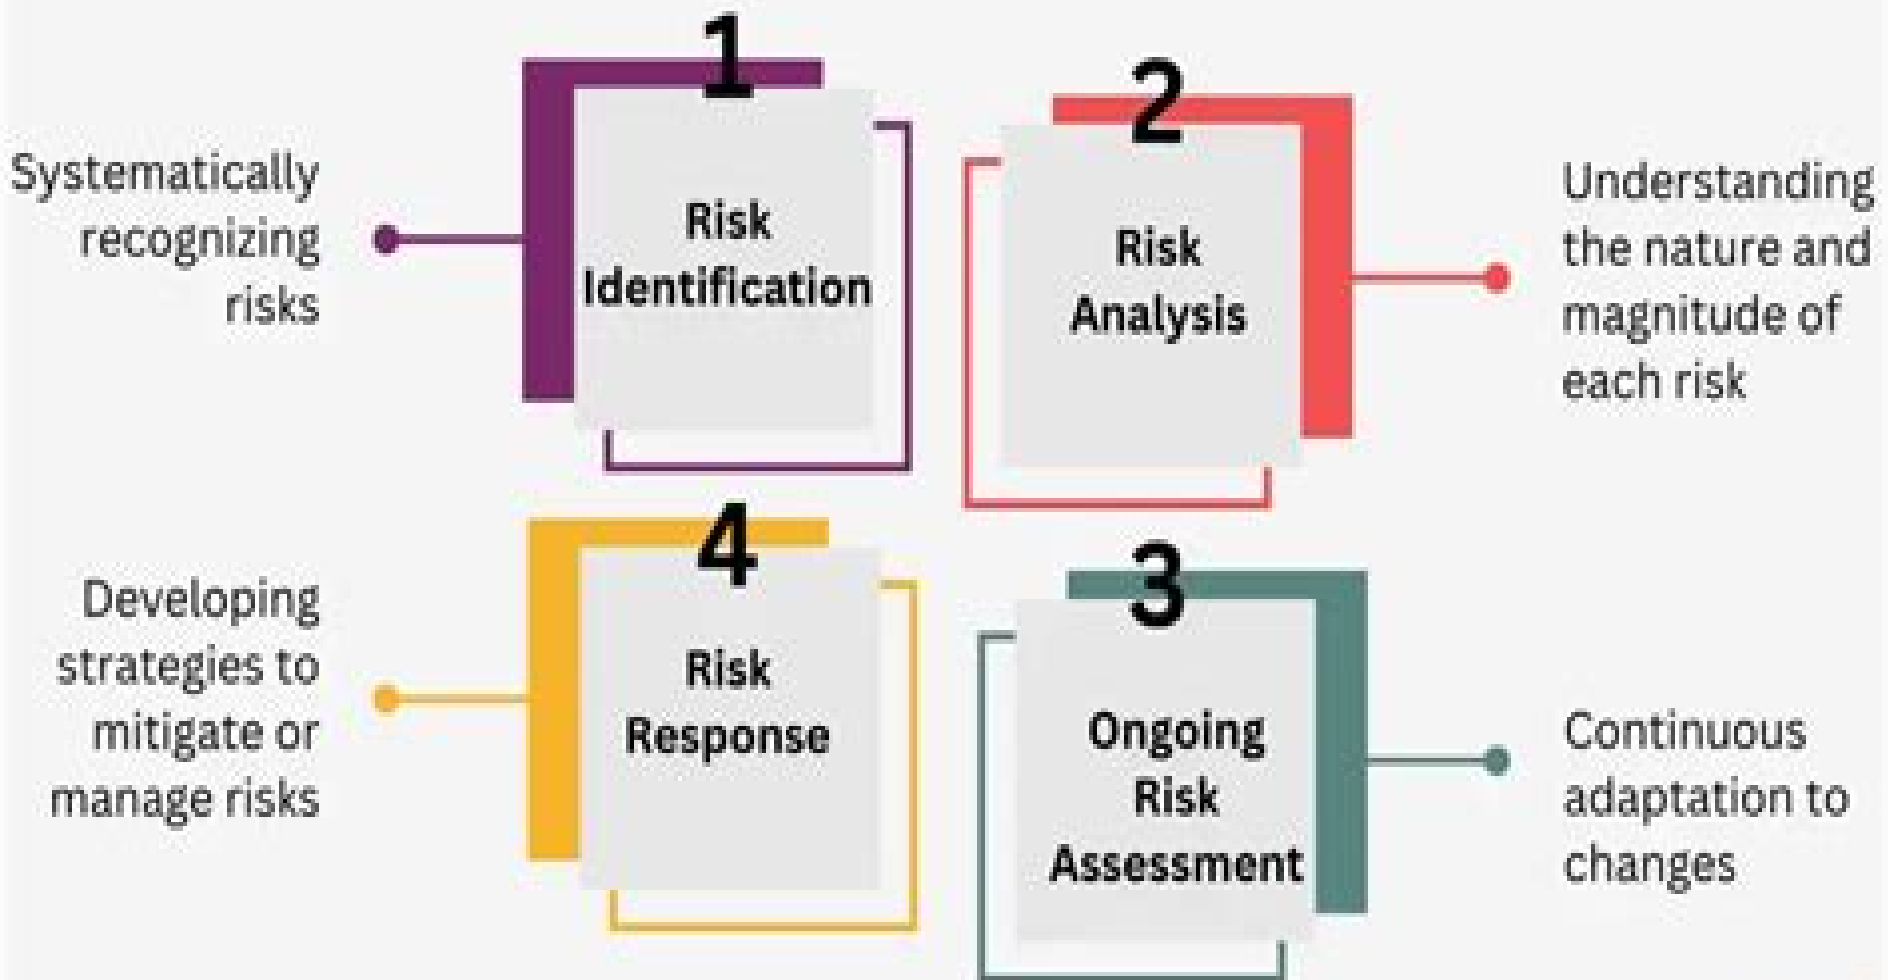 1
Systematically
recognizing
risks
Risk
Identification
2
Risk
Analysis
Understanding
the nature and
magnitude of
each risk
3
Ongoing
Risk
Assessment
Continuous
adaptation to
changes
4
Risk
Response
Developing
strategies to
mitigate or
manage risks